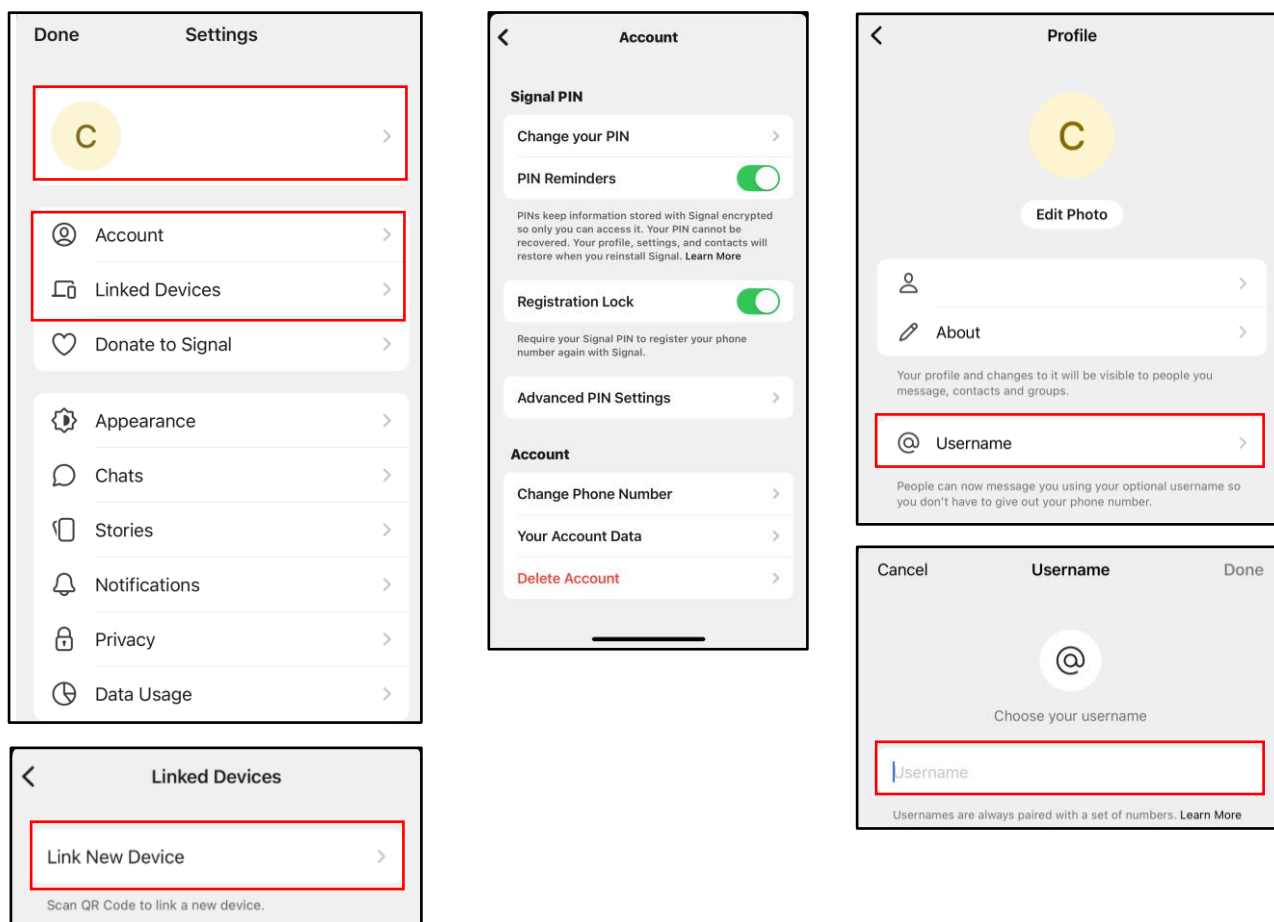 Done Settings
C
Account
Linked Devices
Donate to Signal
Appearance
Chats
Stories
Notifications
Privacy
Data Usage
Linked Devices
Link New Device
Scan QR Code to link a new device.
Account
Signal PIN
Change your PIN
PIN Reminders
PINs keep information stored with Signal encrypted
so only you can access it. Your PIN cannot be
recovered. Your profile, settings, and contacts will
restore when you reinstall Signal. Learn More
Registration Lock
Require your Signal PIN to register your phone
number again with Signal.
Advanced PIN Settings
Account
Change Phone Number
Your Account Data
Delete Account
Profile
C
Edit Photo
About
Your profile and changes to it will be visible to people you
message, contacts and groups.
@ Username
People can now message you using your optional username so
you don't have to give out your phone number.
Cancel Username Done
@
Choose your username
Username
Usernames are always paired with a set of numbers. Learn More